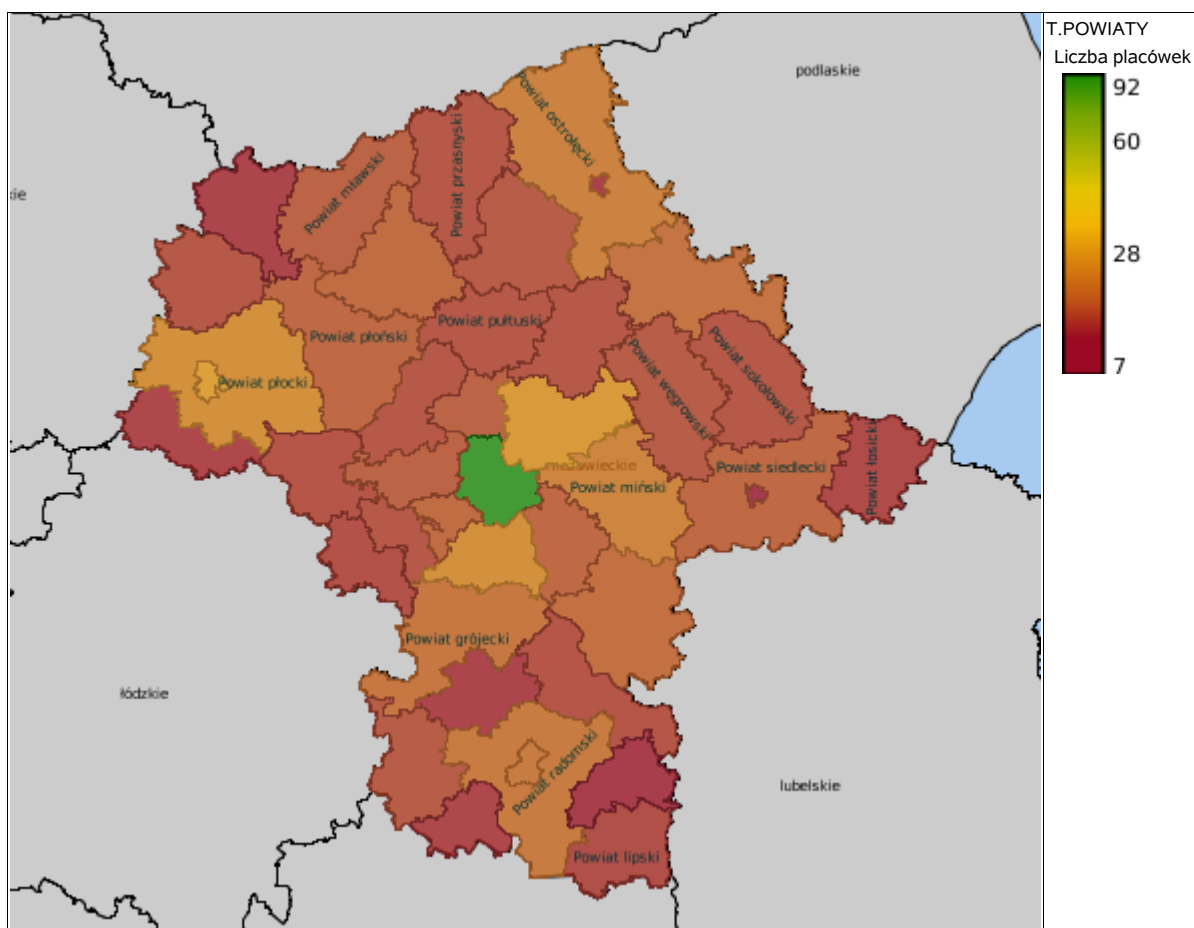 T.POWIATY
Liczba placówek
92
60
28
7
podlaskie
Powiat ostrołęcki
Powiat przasnyski
Powiat mławski
kie
Powiat pułtuski
Powiat płoński
Powiat płocki
Powiat węgrowski
Powiat sokołowski
mazowieckie
Powiat siedlecki
Powiat łosicki
Powiat miński
Powiat grójecki
łódzkie
Powiat radomski
lubelskie
Powiat lipski